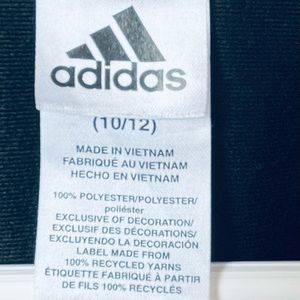 adidas
(10/12)
MADE IN VIETNAM
FABRIQUÉ AU VIETNAM
HECHO EN VIETNAM
100% POLYESTER/POLYESTER/
poliéster
EXCLUSIVE OF DECORATION/
EXCLUSIF DES DÉCORATIONS/
EXCLUYENDO LA DECORACIÓN
LABEL MADE FROM
100% RECYCLED YARNS
ÉTIQUETTE FABRIQUÉ À PARTIR
DE FILS 100% RECYCLÉS